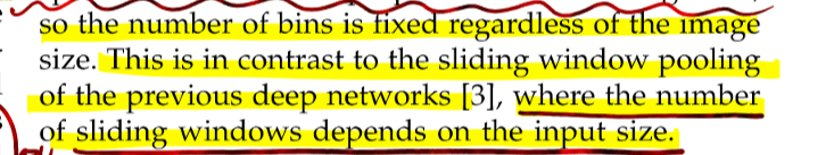 so the number of bins is fixed regardless of the image
size. This is in contrast to the sliding window pooling
of the previous deep networks [3], where the number
of sliding windows depends on the input size.